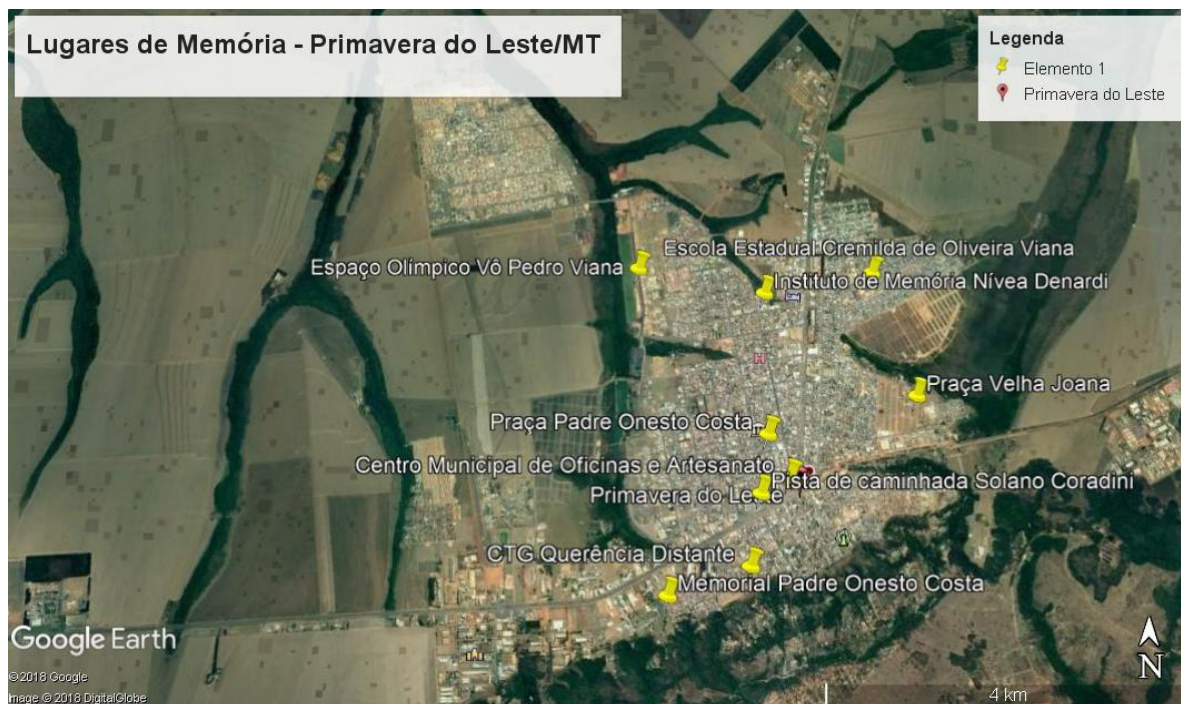 Lugares de Memória - Primavera do Leste/MT
Legenda
Elemento 1
Primavera do Leste
Escola Estadual Cremilda de Oliveira Viana
Espaço Olímpico Vô Pedro Viana
Instituto de Memória Nívea Denardi
H
Praça Velha Joana
Praça Padre Onesto Costa
Centro Municipal de Oficinas e Artesanato
Pista de caminhada Solano Coradini
Primavera do Leste
CTG Querência Distante
Memorial Padre Onesto Costa
Google Earth
N
©2018 Google
Image © 2018 DigitalGlobe
4 km